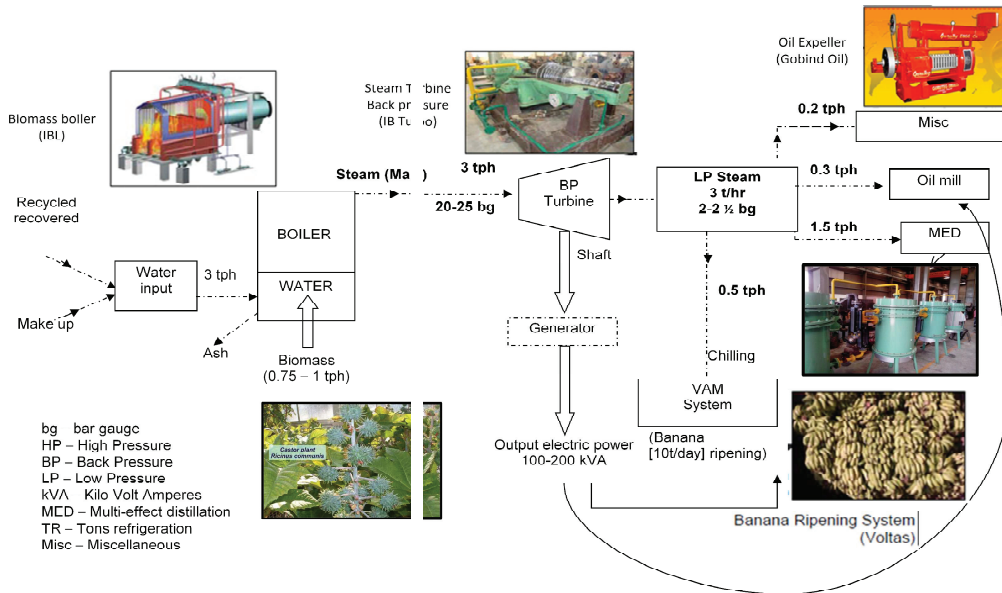 Oil Expeller
(Gobind Oil)
Steam T rbine
Back pr sure
(IB Tu o)
Biomass boiler
(IBL)
0.2 tph
Misc
Steam (Ma )
3 tph
20-25 bg
BP
Turbine
LP Steam
3 t/hr
2-2 ½ bg
0.3 tph
Oil mill
1.5 tph
MED
Recycled
recovered
BOILER
Water
input
3 tph
WATER
Make up
Ash
Biomass
(0.75 – 1 tph)
Shaft
Generator
0.5 tph
Chilling
VAM
System
(Banana
[10t/day] ripening)
Output electric power
100-200 kVA
Castor plant
Ricinus communis
bg – bar gauge
HP – High Pressure
BP – Back Pressure
LP – Low Pressure
kVA – Kilo Volt Amperes
MED – Multi-effect distillation
TR – Tons refrigeration
Misc – Miscellaneous
Banana Ripening System
(Voltas)